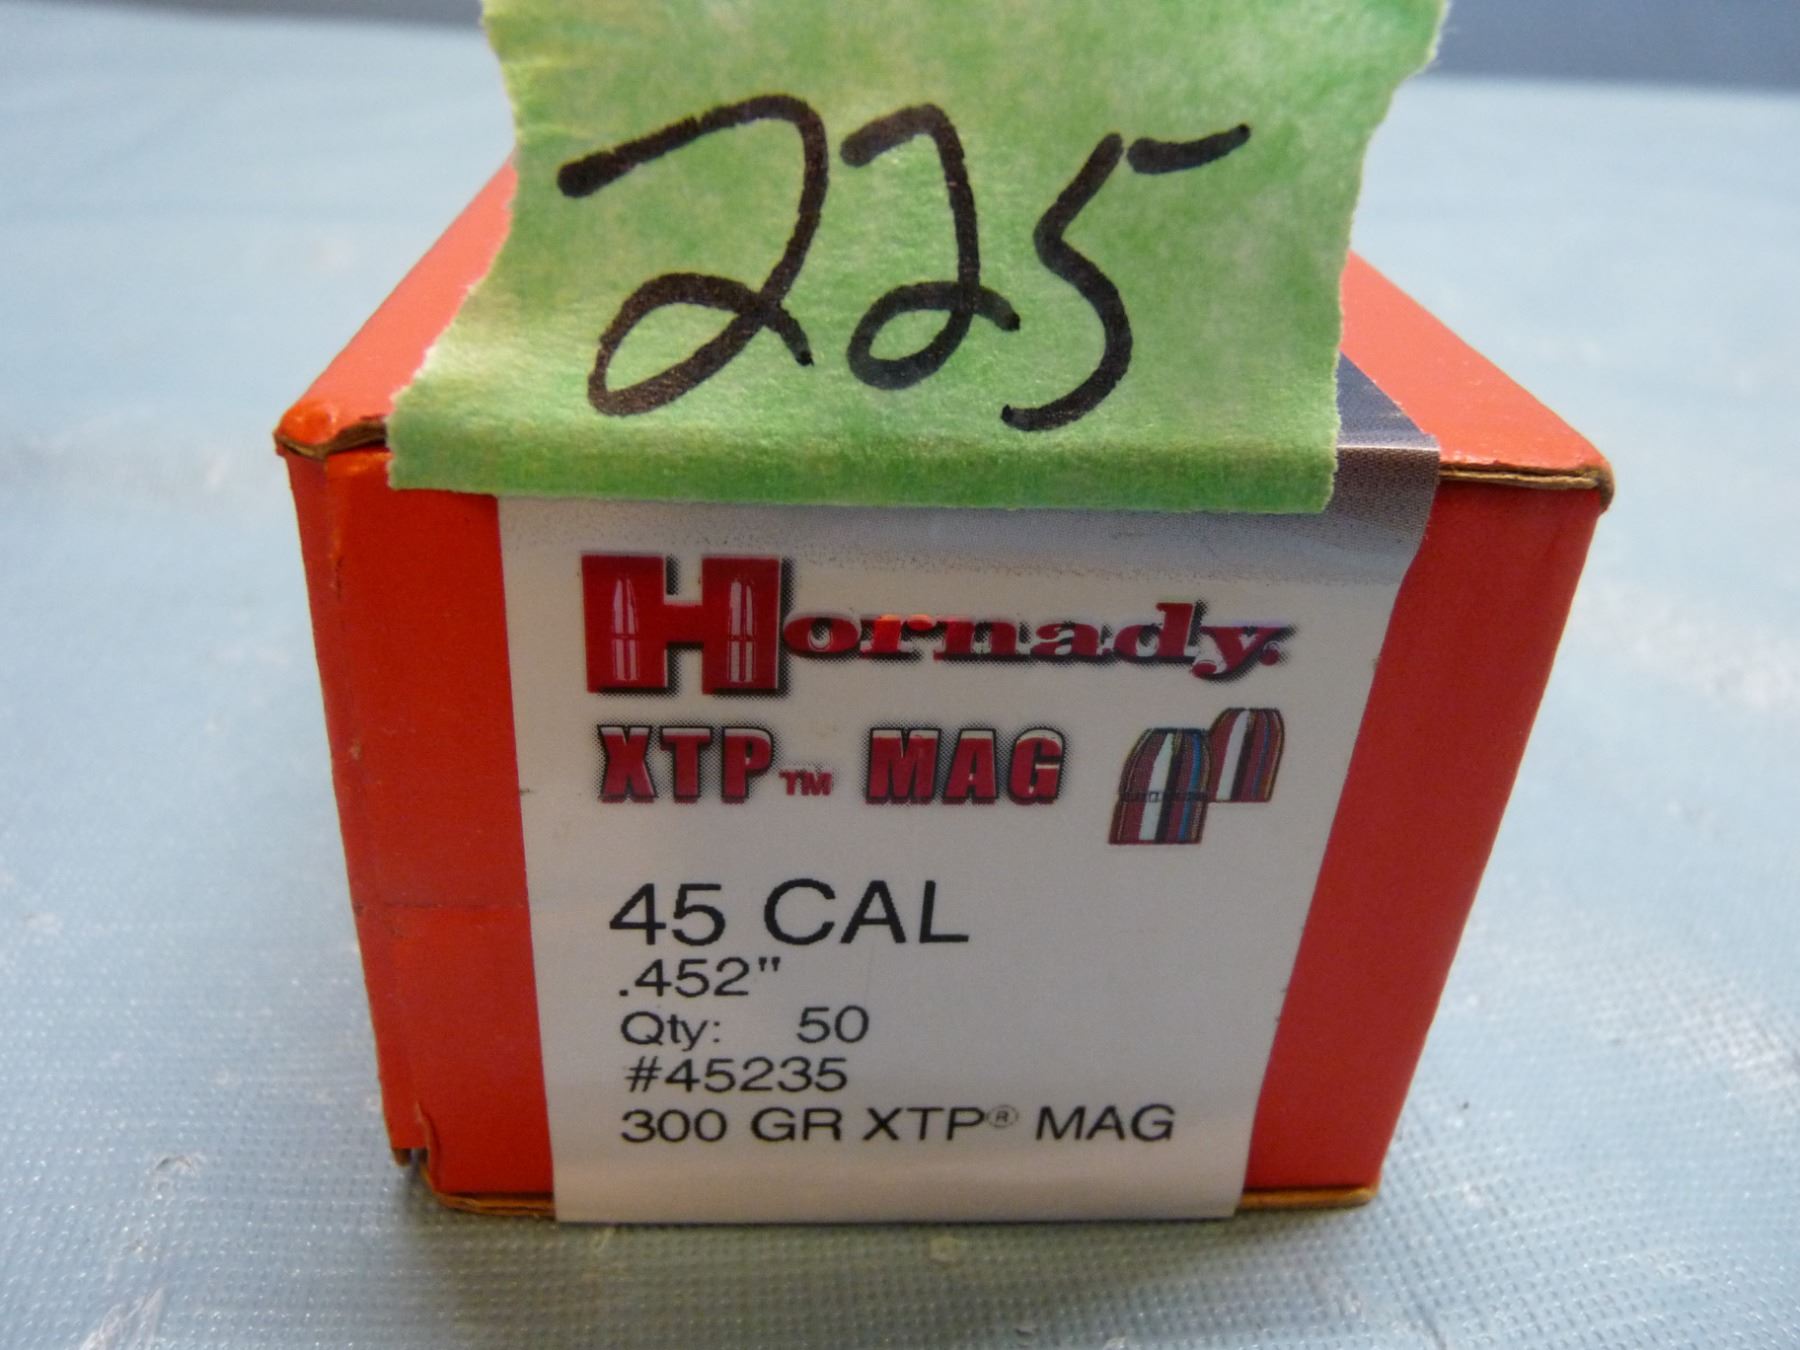 225
Hornady
XTP™ MAG
45 CAL
.452"
Qty: 50
#45235
300 GR XTP® MAG